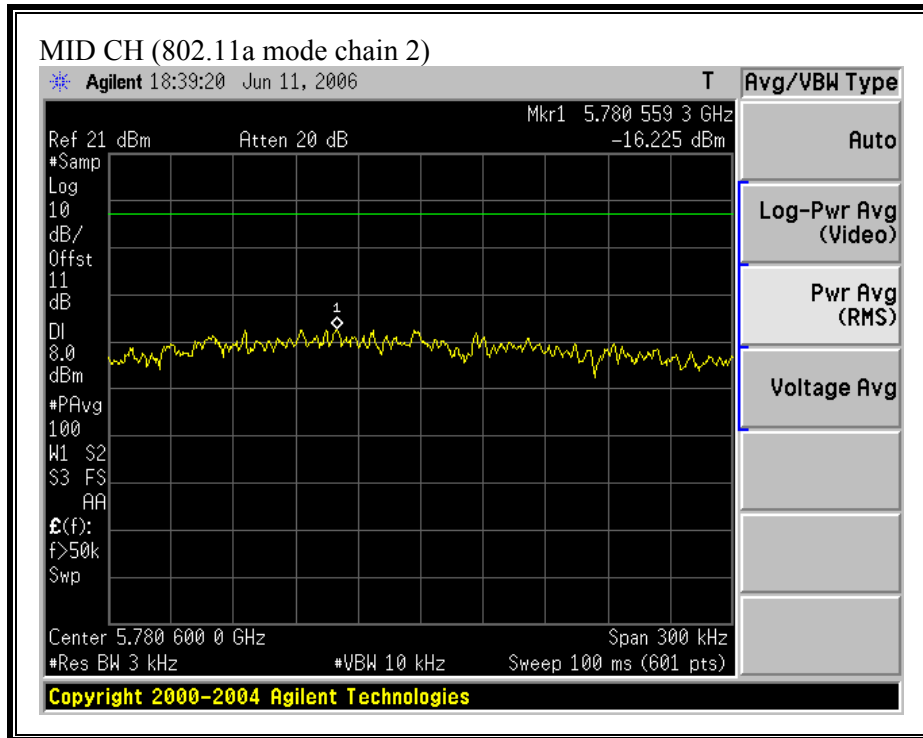 MID CH (802.11a mode chain 2)
Agilent 18:39:20 Jun 11, 2006 T
Mkr1 5.780 559 3 GHz
Ref 21 dBm Atten 20 dB -16.225 dBm
#Samp
Log
10
dB/
Offst
11
dB
DI
8.0
dBm
#PAvg
100
W1 S2
S3 FS
AA
£(f):
f>50k
Swp
1
Center 5.780 600 0 GHz Span 300 kHz
#Res BW 3 kHz #VBW 10 kHz Sweep 100 ms (601 pts)
Copyright 2000-2004 Agilent Technologies
Avg/VBW Type
Auto
Log-Pwr Avg
(Video)
Pwr Avg
(RMS)
Voltage Avg